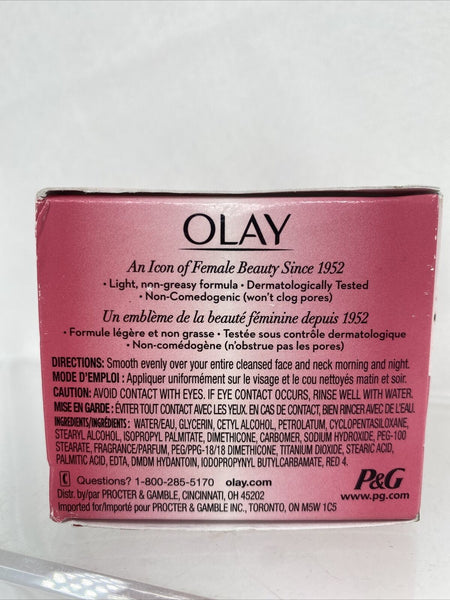 OLAY
An Icon of Female Beauty Since 1952
• Light, non-greasy formula • Dermatologically Tested
• Non-Comedogenic (won't clog pores)
Un emblème de la beauté féminine depuis 1952
• Formule légère et non grasse • Testée sous contrôle dermatologique
• Non-comédogène (n'obstrue pas les pores)
DIRECTIONS: Smooth evenly over your entire cleansed face and neck morning and night.
MODE D'EMPLOI : Appliquer uniformément sur le visage et le cou nettoyés matin et soir.
CAUTION: AVOID CONTACT WITH EYES. IF EYE CONTACT OCCURS, RINSE WELL WITH WATER.
MISE EN GARDE : ÉVITER TOUT CONTACT AVEC LES YEUX. EN CAS DE CONTACT, BIEN RINCER AVEC DE L'EAU.
INGREDIENTS/INGRÉDIENTS : WATER/EAU, GLYCERIN, CETYL ALCOHOL, PETROLATUM, CYCLOPENTASILOXANE,
STEARYL ALCOHOL, ISOPROPYL PALMITATE, DIMETHICONE, CARBOMER, SODIUM HYDROXIDE, PEG-100
STEARATE, FRAGRANCE/PARFUM, PEG/PPG-18/18 DIMETHICONE, TITANIUM DIOXIDE, STEARIC ACID,
PALMITIC ACID, EDTA, DMDM HYDANTOIN, IODOPROPYNYL BUTYLCARBAMATE, RED 4.
Questions? 1-800-285-5170 olay.com
Distr. by/par PROCTER & GAMBLE, CINCINNATI, OH 45202
Imported for/Importé pour PROCTER & GAMBLE INC., TORONTO, ON M5W 1C5
P&G
www.pg.com